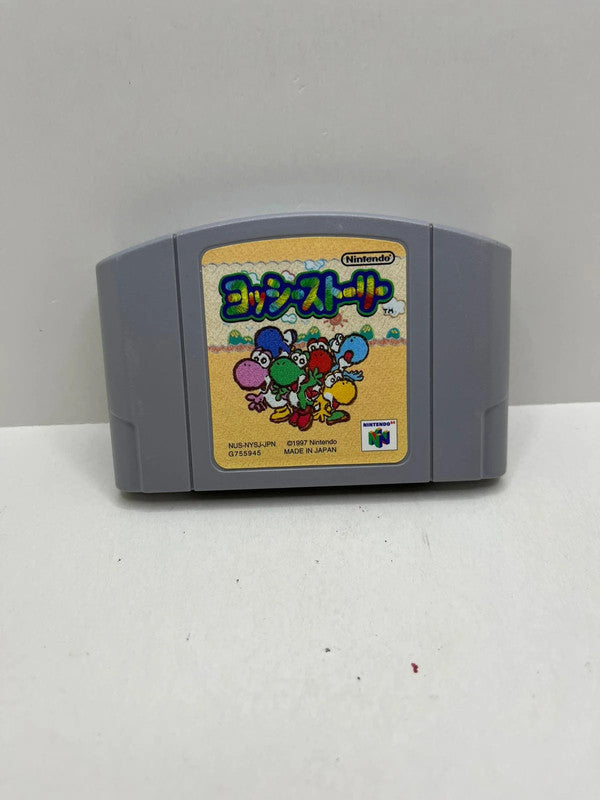 Nintendo
ヨッシーストーリー
TM
NINTENDO 64
NUS-NYSJ-JPN
©1997 Nintendo
G755945
MADE IN JAPAN